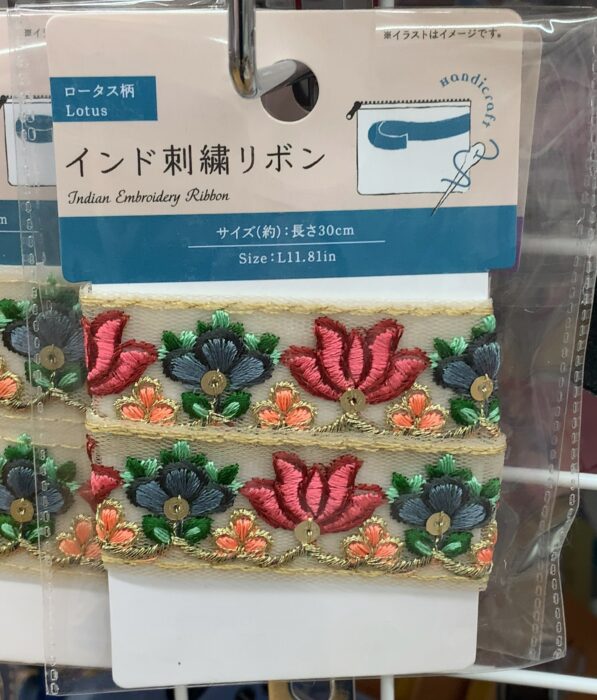 ※イラストはイメージです。
ロータス柄
Lotus
Handicraft
インド刺繍リボン
Indian Embroidery Ribbon
サイズ(約):長さ30cm
Size:L11.81in